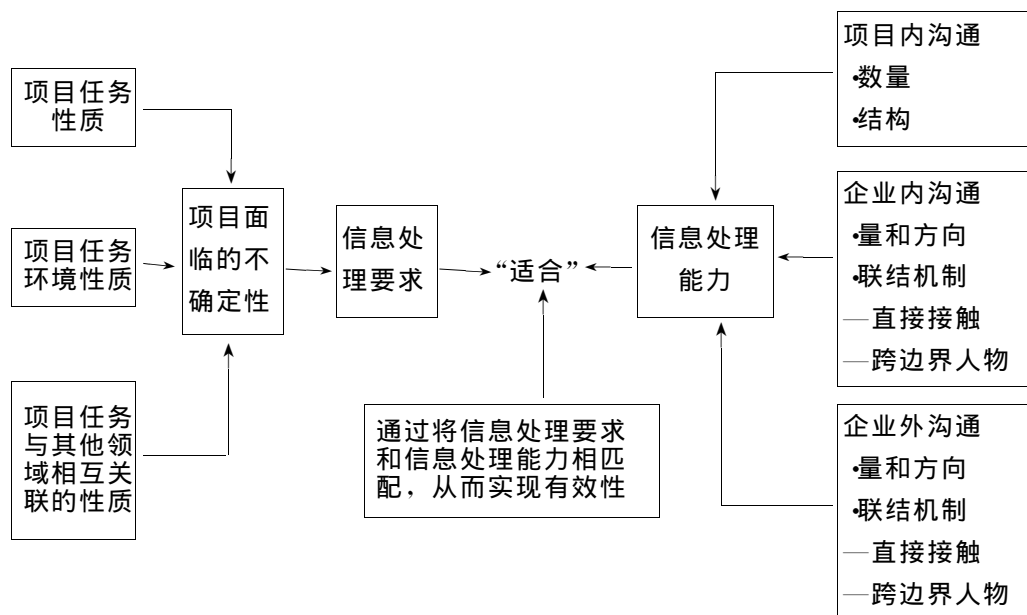 项目任务
性质
项目任务
环境性质
项目任务
与其他领
域相互关
联的性质
项目面
临的不
确定性
信息处
理要求
“适合”
通过将信息处理要求
和信息处理能力相匹
配，从而实现有效性
信息处理
能力
项目内沟通
•数量
•结构
企业内沟通
•量和方向
•联结机制
—直接接触
—跨边界人物
企业外沟通
•量和方向
•联结机制
—直接接触
—跨边界人物